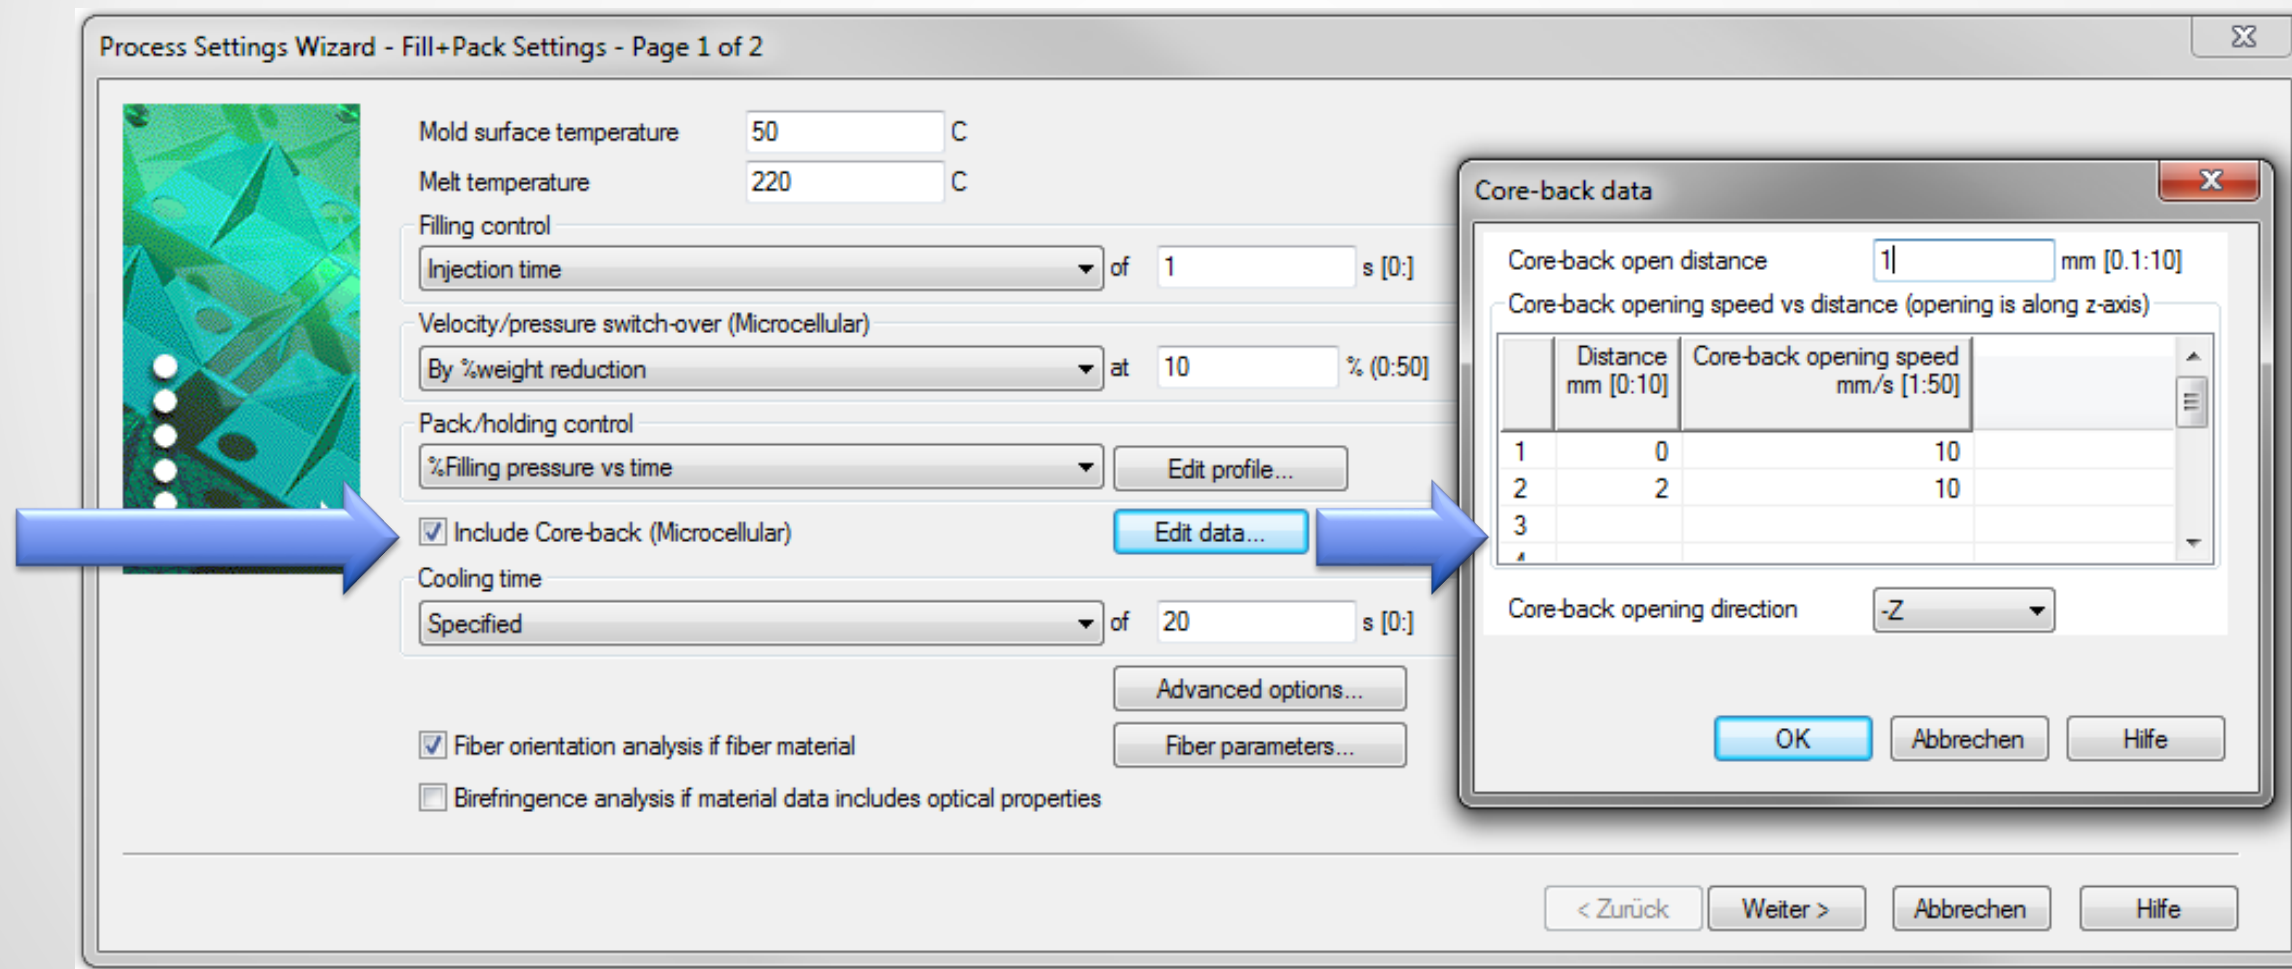 Process Settings Wizard - Fill+Pack Settings - Page 1 of 2
Mold surface temperature 50 C
Melt temperature 220 C
Filling control
Injection time of 1 s [0:]
Velocity/pressure switch-over (Microcellular)
By %weight reduction at 10 % (0:50]
Pack/holding control
%Filling pressure vs time Edit profile...
Include Core-back (Microcellular) Edit data...
Cooling time
Specified of 20 s [0:]
Advanced options...
Fiber orientation analysis if fiber material Fiber parameters...
Birefringence analysis if material data includes optical properties
< Zurück Weiter > Abbrechen Hilfe
Core-back data
Core-back open distance 1 mm [0.1:10]
Core-back opening speed vs distance (opening is along z-axis)
Distance Core-back opening speed
mm [0:10] mm/s [1:50]
1 0 10
2 2 10
3
Core-back opening direction -Z
OK Abbrechen Hilfe